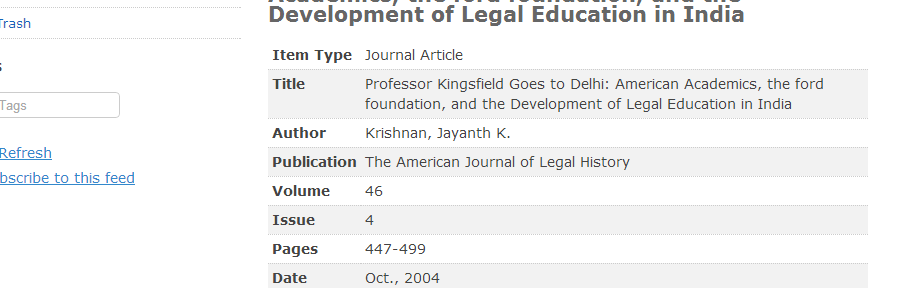 Development of Legal Education in India
Trash
Item Type Journal Article
Title Professor Kingsfield Goes to Delhi: American Academics, the ford
foundation, and the Development of Legal Education in India
Tags
Author Krishnan, Jayanth K.
Refresh
Publication The American Journal of Legal History
bscribe to this feed
Volume 46
Issue 4
Pages 447-499
Date Oct., 2004